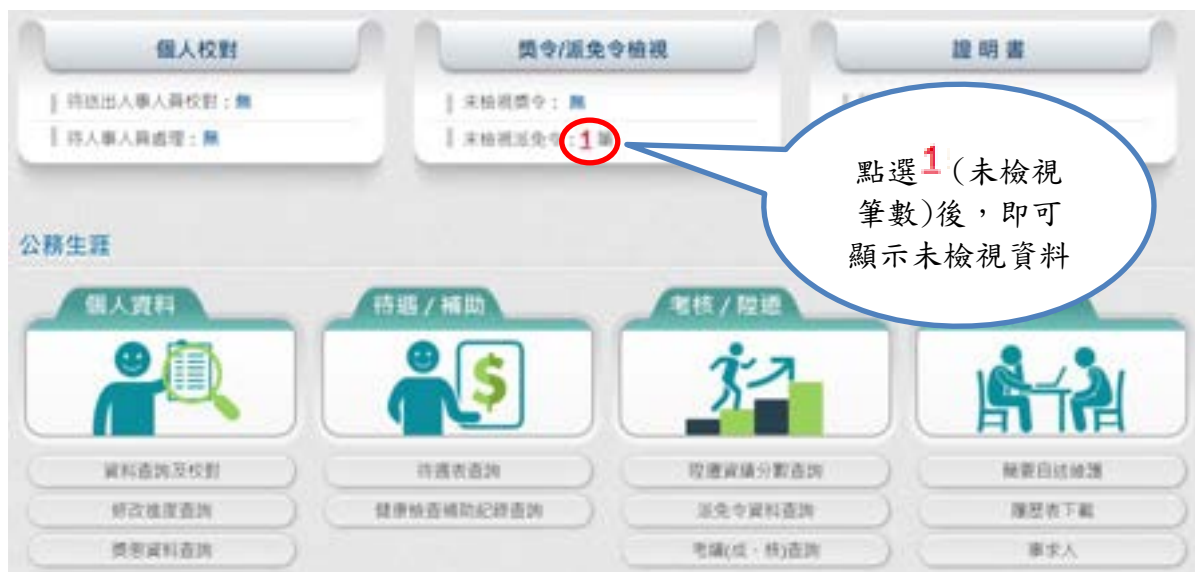 個人校對
獎令/派免令檢視
證明書
待送出人事人員校對：無
未檢視獎令：無
待人事人員處理：無
未檢視派免令：1筆
點選1(未檢視
筆數)後，即可
顯示未檢視資料
公務生涯
個人資料
待遇/補助
考核/陞遷
資料查詢及校對
待遇表查詢
陞遷資績分數查詢
簡要自述維護
修改進度查詢
健康檢查補助紀錄查詢
派免令資料查詢
履歷表下載
獎懲資料查詢
考績(成、核)查詢
事求人